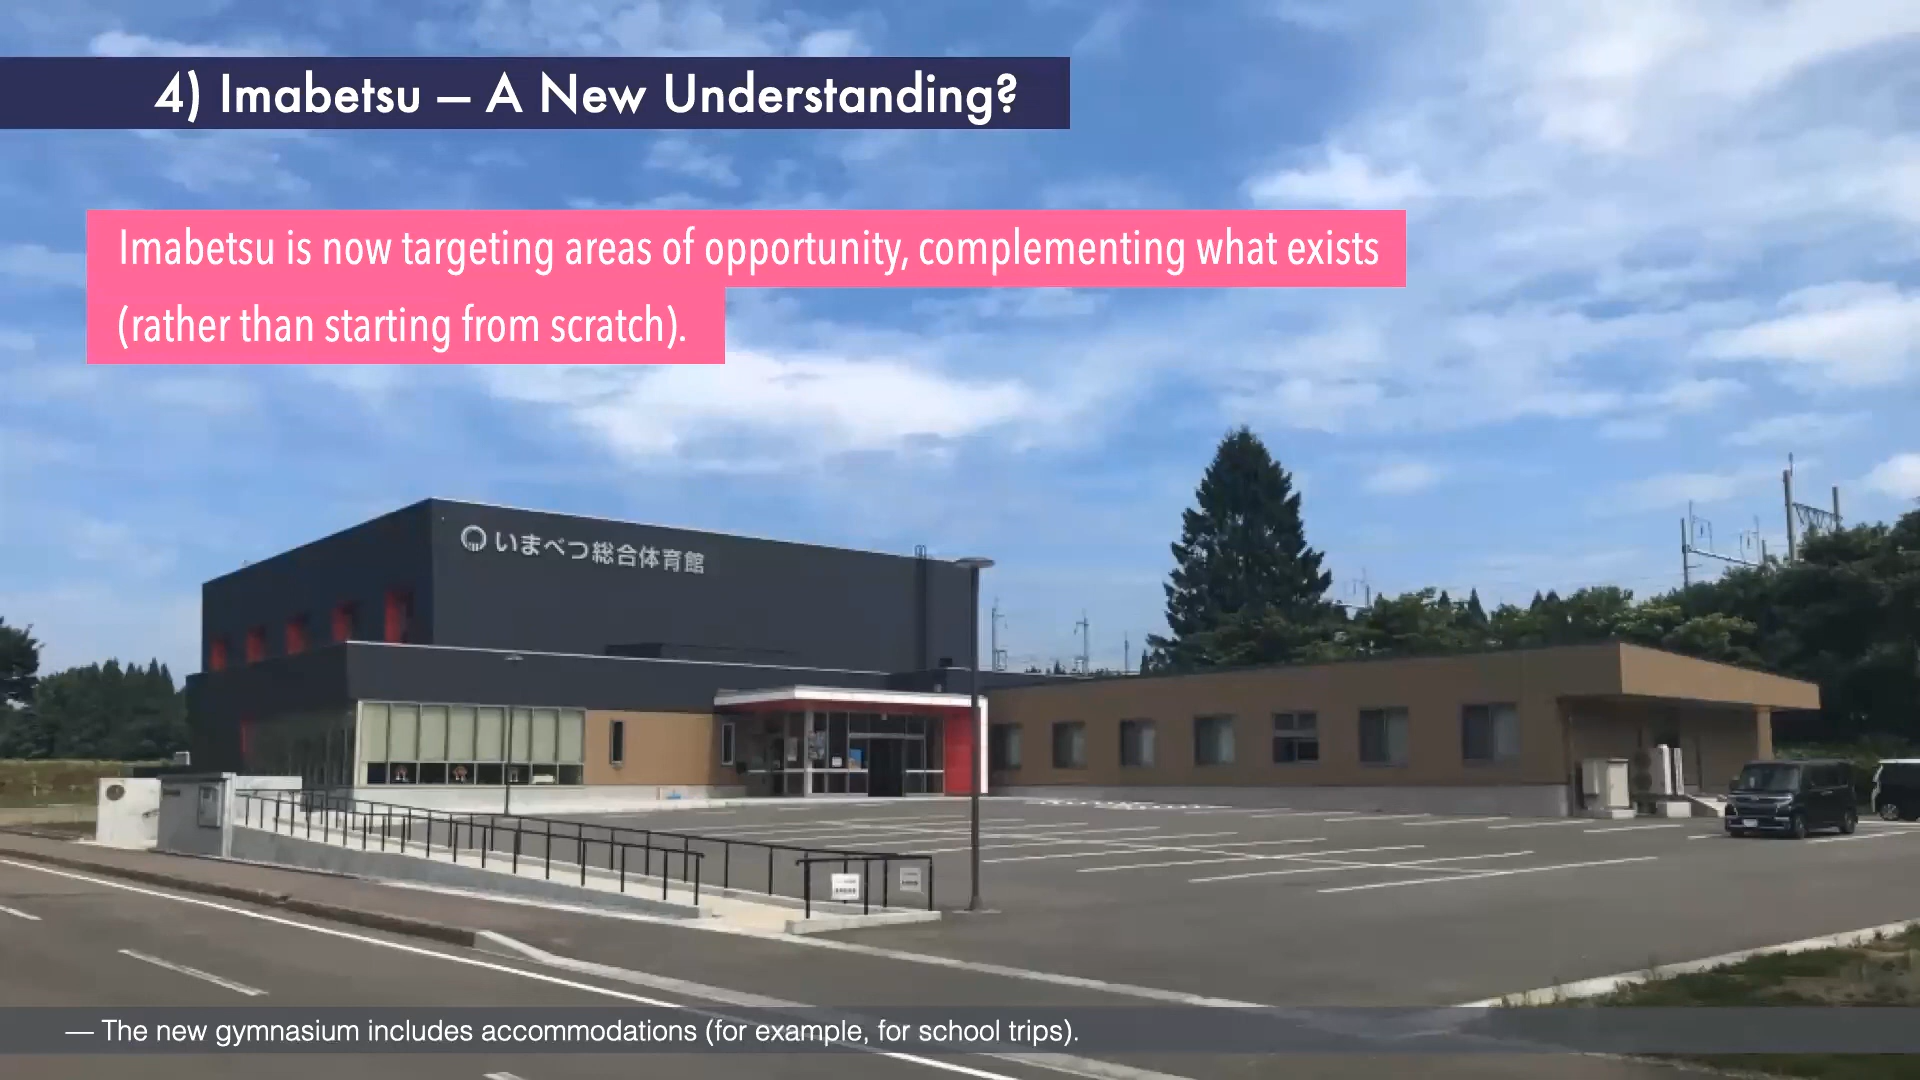 4) Imabetsu — A New Understanding?
Imabetsu is now targeting areas of opportunity, complementing what exists
(rather than starting from scratch).
いまべつ総合体育館
— The new gymnasium includes accommodations (for example, for school trips).